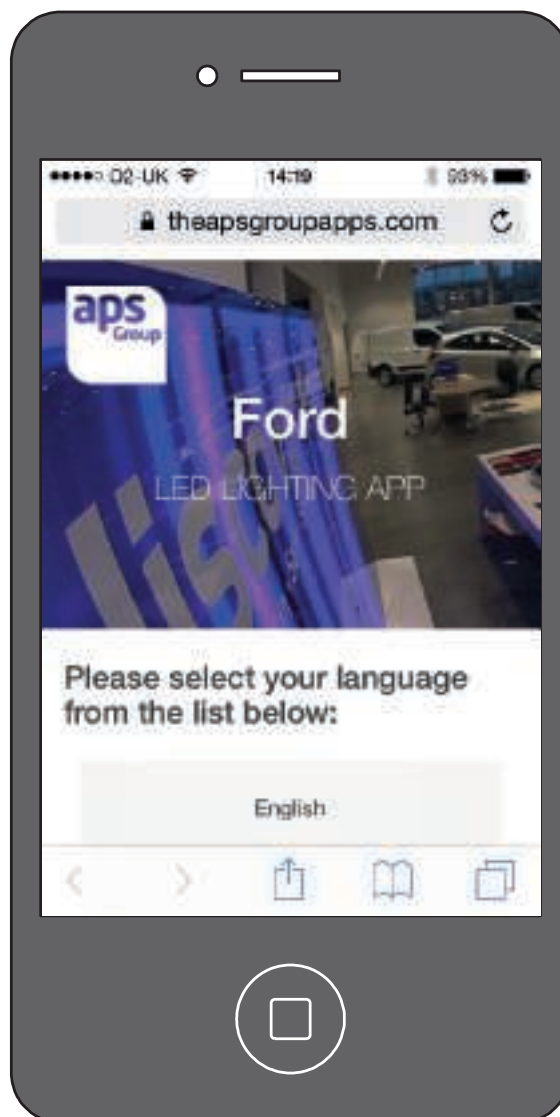 O2-UK 14:19 93%
theapsgroupapps.com
aps
Group
Ford
LED LIGHTING APP
disco
Please select your language
from the list below:
English